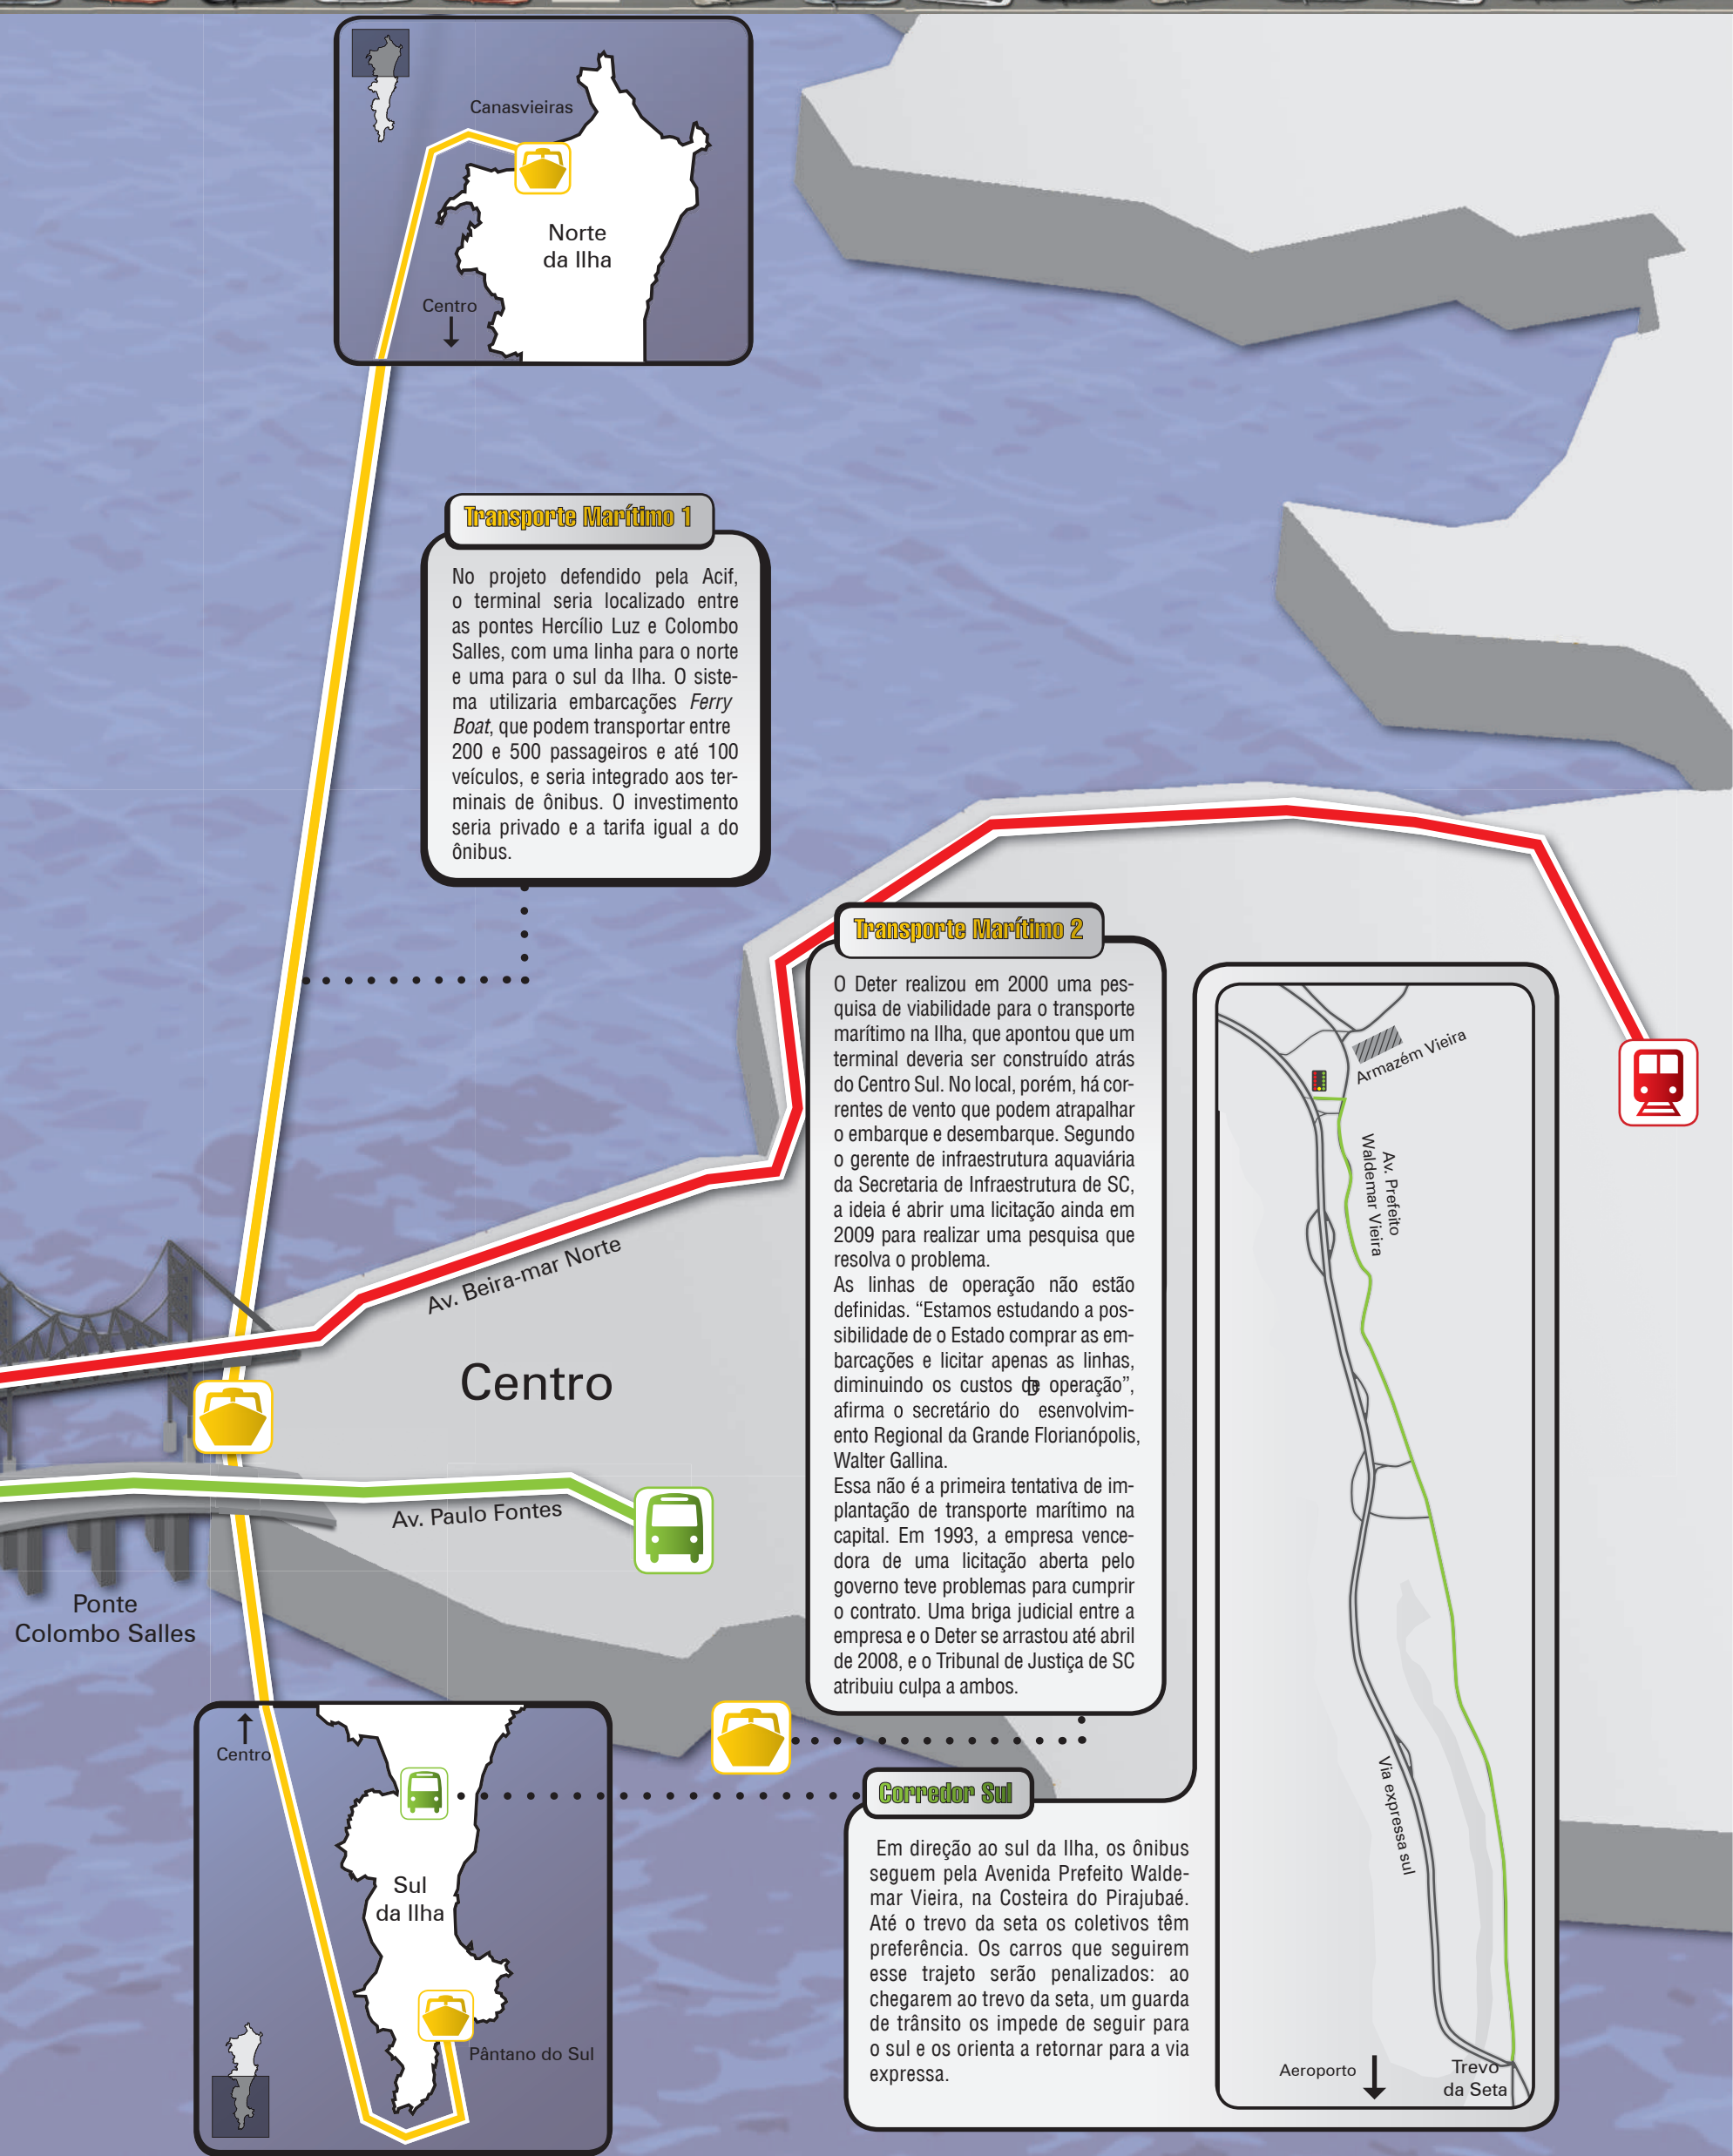 Canasvieiras
Norte
da Ilha
Centro
Transporte Marítimo 1
No projeto defendido pela Acif,
o terminal seria localizado entre
as pontes Hercílio Luz e Colombo
Salles, com uma linha para o norte
e uma para o sul da Ilha. O siste-
ma utilizaria embarcações Ferry
Boat, que podem transportar entre
200 e 500 passageiros e até 100
veículos, e seria integrado aos ter-
minais de ônibus. O investimento
seria privado e a tarifa igual a do
ônibus.
Transporte Marítimo 2
O Deter realizou em 2000 uma pes-
quisa de viabilidade para o transporte
marítimo na Ilha, que apontou que um
terminal deveria ser construído atrás
do Centro Sul. No local, porém, há cor-
rentes de vento que podem atrapalhar
o embarque e desembarque. Segundo
o gerente de infraestrutura aquaviária
da Secretaria de Infraestrutura de SC,
a ideia é abrir uma licitação ainda em
2009 para realizar uma pesquisa que
resolva o problema.
As linhas de operação não estão
definidas. “Estamos estudando a pos-
sibilidade de o Estado comprar as em-
barcações e licitar apenas as linhas,
diminuindo os custos de operação”,
afirma o secretário do esenvolvim-
ento Regional da Grande Florianópolis,
Walter Gallina.
Essa não é a primeira tentativa de im-
plantação de transporte marítimo na
capital. Em 1993, a empresa vence-
dora de uma licitação aberta pelo
governo teve problemas para cumprir
o contrato. Uma briga judicial entre a
empresa e o Deter se arrastou até abril
de 2008, e o Tribunal de Justiça de SC
atribuiu culpa a ambos.
Armazém Vieira
Av. Prefeito
Waldemar Vieira
Via expressa sul
Aeroporto
Trevo
da Seta
Av. Beira-mar Norte
Centro
Av. Paulo Fontes
Ponte
Colombo Salles
Centro
Sul
da Ilha
Pântano do Sul
Corredor Sul
Em direção ao sul da Ilha, os ônibus
seguem pela Avenida Prefeito Walde-
mar Vieira, na Costeira do Pirajubaé.
Até o trevo da seta os coletivos têm
preferência. Os carros que seguirem
esse trajeto serão penalizados: ao
chegarem ao trevo da seta, um guarda
de trânsito os impede de seguir para
o sul e os orienta a retornar para a via
expressa.